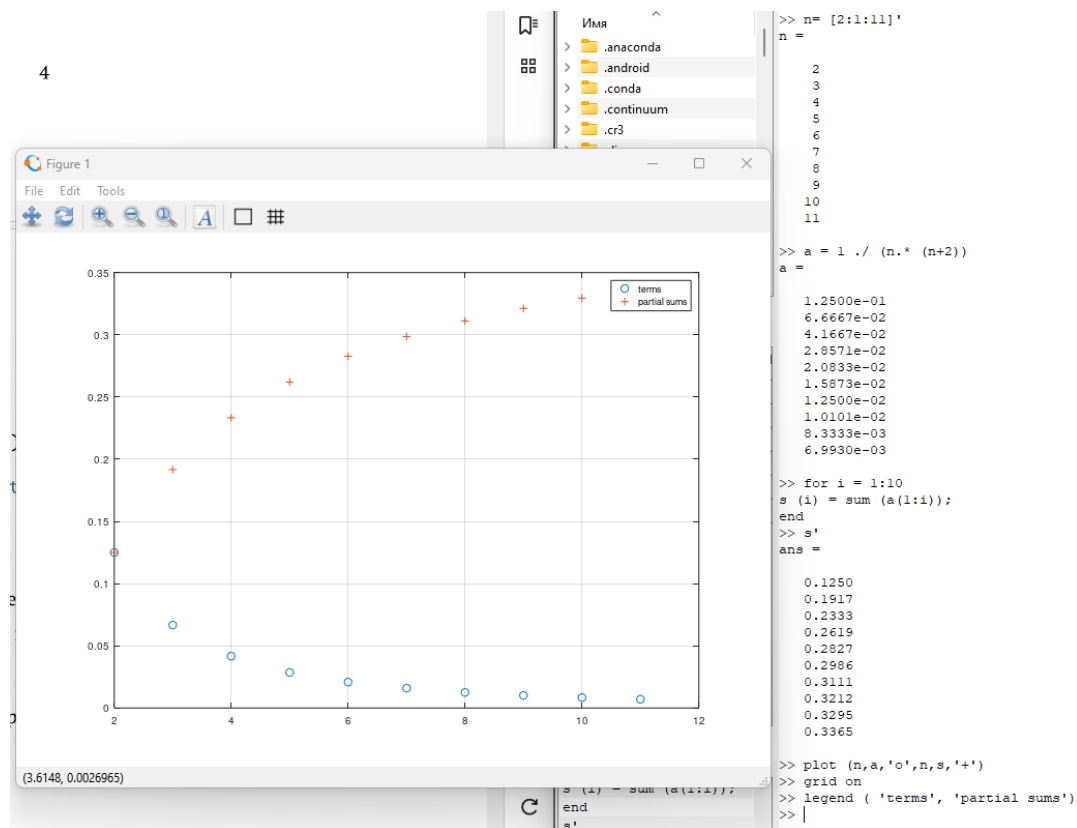 4
Имя
.anaconda
.android
.conda
.continuum
.cr3
Figure 1
File Edit Tools
A
0.35
0.3
0.25
0.2
0.15
0.1
0.05
0
2 4 6 8 10 12
terms
partial sums
(3.6148, 0.0026965)
s (i) = sum (a(1:i));
end
s'
>> n= [2:1:11]'
n =
2
3
4
5
6
7
8
9
10
11
>> a = 1 ./ (n.* (n+2))
a =
1.2500e-01
6.6667e-02
4.1667e-02
2.8571e-02
2.0833e-02
1.5873e-02
1.2500e-02
1.0101e-02
8.3333e-03
6.9930e-03
>> for i = 1:10
s (i) = sum (a(1:i));
end
>> s'
ans =
0.1250
0.1917
0.2333
0.2619
0.2827
0.2986
0.3111
0.3212
0.3295
0.3365
>> plot (n,a,'o',n,s,'+')
>> grid on
>> legend ( 'terms', 'partial sums')
>>